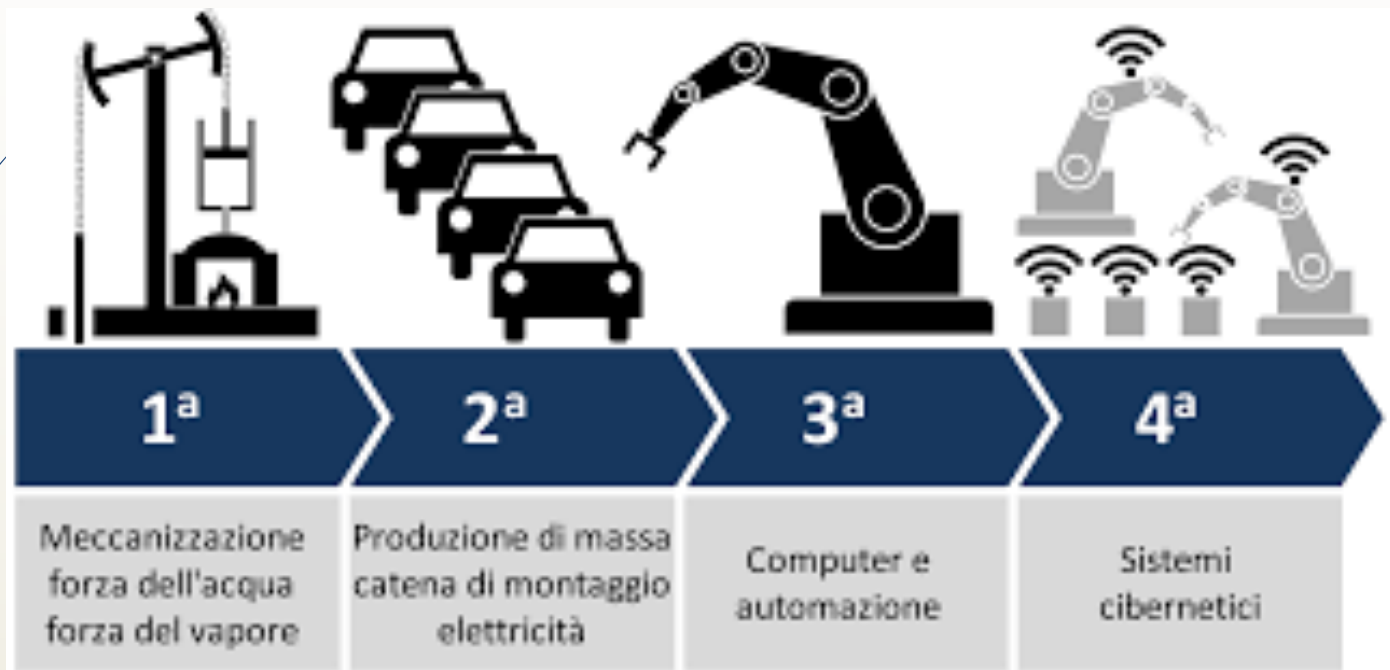 1ª
2ª
3ª
4ª
Meccanizzazione
forza dell'acqua
forza del vapore
Produzione di massa
catena di montaggio
elettricità
Computer e
automazione
Sistemi
cibernetici